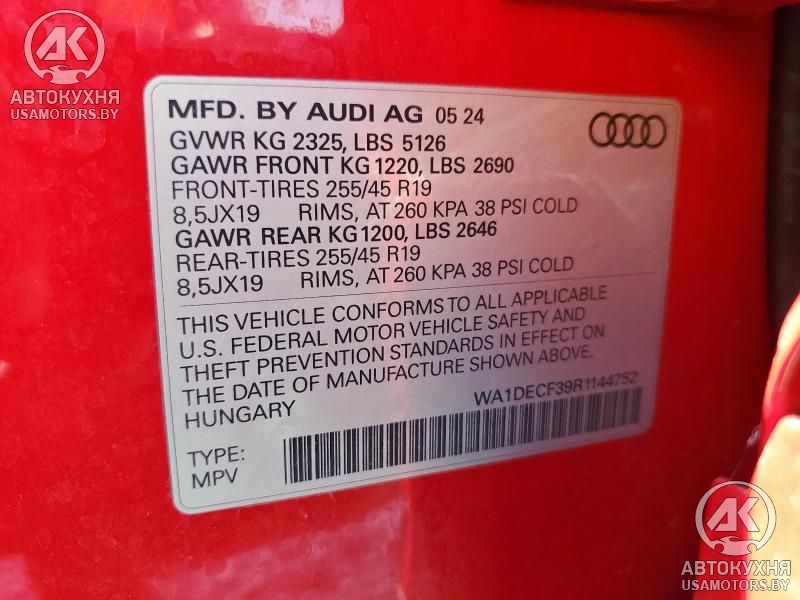 AK
АВТОКУХНЯ
USAMOTORS.BY
MFD. BY AUDI AG 05 24
GVWR KG 2325, LBS 5126
GAWR FRONT KG 1220, LBS 2690
FRONT-TIRES 255/45 R19
8,5JX19 RIMS, AT 260 KPA 38 PSI COLD
GAWR REAR KG1200, LBS 2646
REAR-TIRES 255/45 R19
8,5JX19 RIMS, AT 260 KPA 38 PSI COLD
THIS VEHICLE CONFORMS TO ALL APPLICABLE
U.S. FEDERAL MOTOR VEHICLE SAFETY AND
THEFT PREVENTION STANDARDS IN EFFECT ON
THE DATE OF MANUFACTURE SHOWN ABOVE.
HUNGARY WA1DECF39R1144752
TYPE:
MPV
AK
АВТОКУХНЯ
USAMOTORS.BY